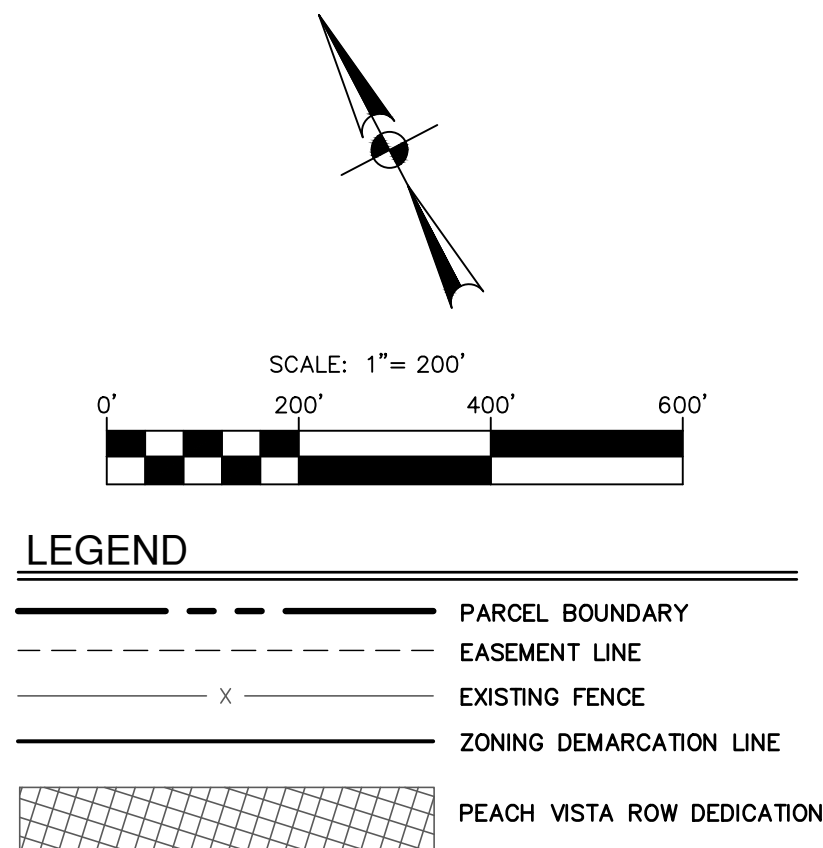 SCALE: 1"= 200'
0' 200' 400' 600'
LEGEND
PARCEL BOUNDARY
EASEMENT LINE
X EXISTING FENCE
ZONING DEMARCATION LINE
PEACH VISTA ROW DEDICATION